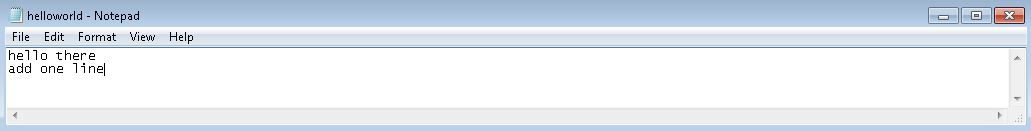 helloworld - Notepad
File Edit Format View Help
hello there
add one line